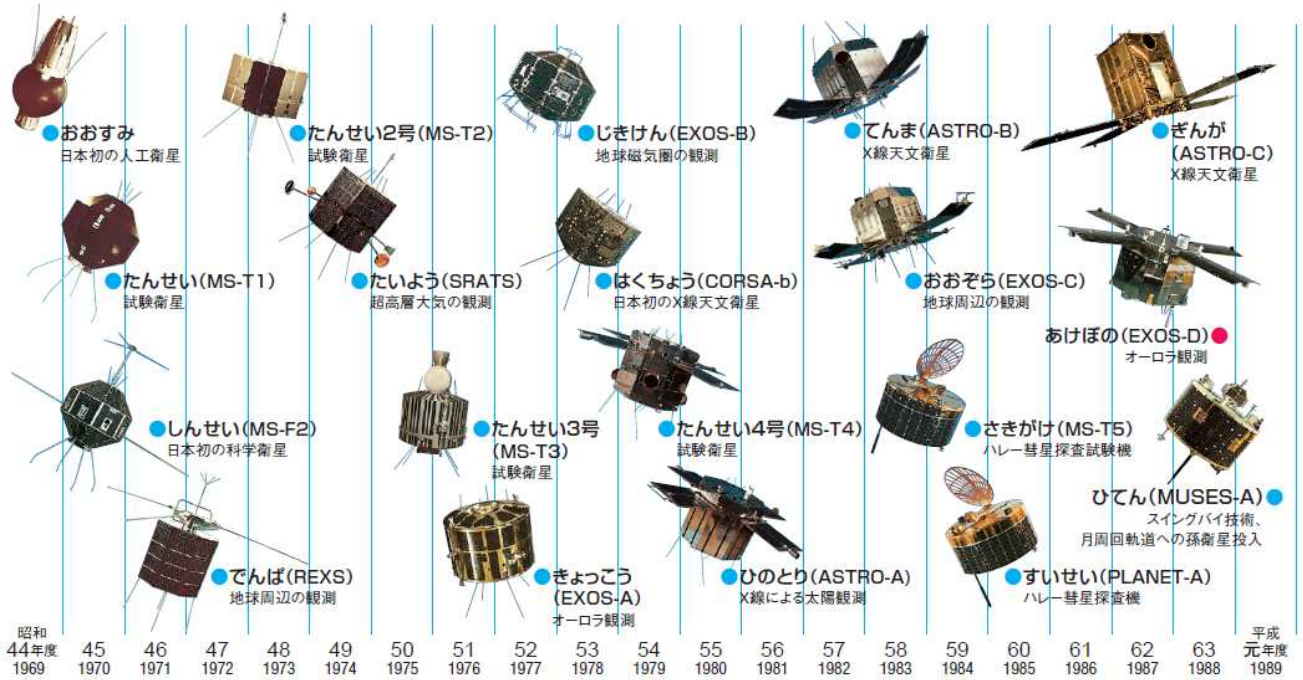 おおすみ
日本初の人工衛星
たんせい2号(MS-T2)
試験衛星
じきけん(EXOS-B)
地球磁気圏の観測
てんま(ASTRO-B)
X線天文衛星
ぎんが
(ASTRO-C)
X線天文衛星
たんせい(MS-T1)
試験衛星
たいよう(SRATS)
超高層大気の観測
はくちょう(CORSA-b)
日本初のX線天文衛星
おおぞら(EXOS-C)
地球周辺の観測
あけぼの(EXOS-D)
オーロラ観測
しんせい(MS-F2)
日本初の科学衛星
たんせい3号
(MS-T3)
試験衛星
たんせい4号(MS-T4)
試験衛星
さきがけ(MS-T5)
ハレー彗星探査試験機
ひてん(MUSES-A)
スイングバイ技術、
月周回軌道への孫衛星投入
でんぱ(REXS)
地球周辺の観測
きょっこう
(EXOS-A)
オーロラ観測
ひのとり(ASTRO-A)
X線による太陽観測
すいせい(PLANET-A)
ハレー彗星探査機
昭和 平成
44年度 45 46 47 48 49 50 51 52 53 54 55 56 57 58 59 60 61 62 63 元年度
1969 1970 1971 1972 1973 1974 1975 1976 1977 1978 1979 1980 1981 1982 1983 1984 1985 1986 1987 1988 1989